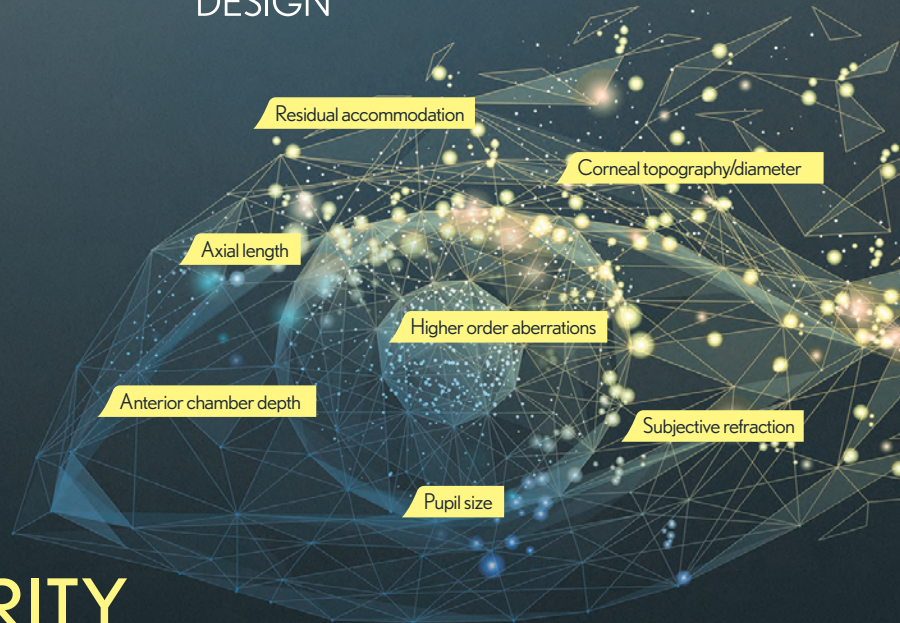 DESIGN
Residual accommodation
Corneal topography/diameter
Axial length
Higher order aberrations
Anterior chamber depth
Subjective refraction
Pupil size
RITY